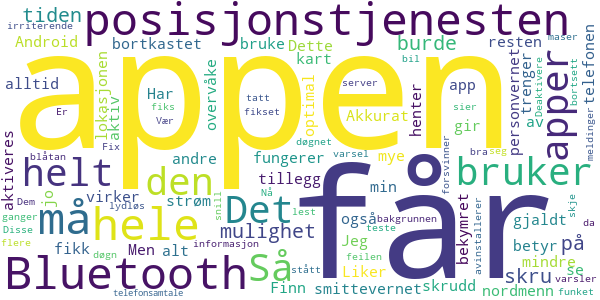 irriterende
tiden
posisjonstjenesten
Android
bortkastet
bruke
Dette
burde
resten
maser
bil
kart
alltid
appen
lokasjonen
aktiv
Har
fiks
Er
Vær
tatt
fikset
overvåke
optimal
server
app
Akkurat
sier
henter
gir
av
personvernet
trenger
Deaktivere
telefonen
bortsett
meldinger
apper
aktiveres
blåtan
Fix
andre
døgnet
varsel
fungerer
mye
får
forsvinner
bra
seg
helt
den
bruker
jo
virker
strøm
tillegg
min
Nå
snill
må
hele
Det
mulighet
også
bakgrunnen
bekymret
gjaldt
da
Dem
lydløs
lest
teste
avinstallerer
varsler
ganger
Disse
fikk
Men
alt
Jeg
betyr
på
skje
flere
døgn
informasjon
stått
feilen
Liker
skrudd
mindre
se
Bluetooth
Så
Finn
smittevernet
skru
nordmenn
funket
telefonsamtale